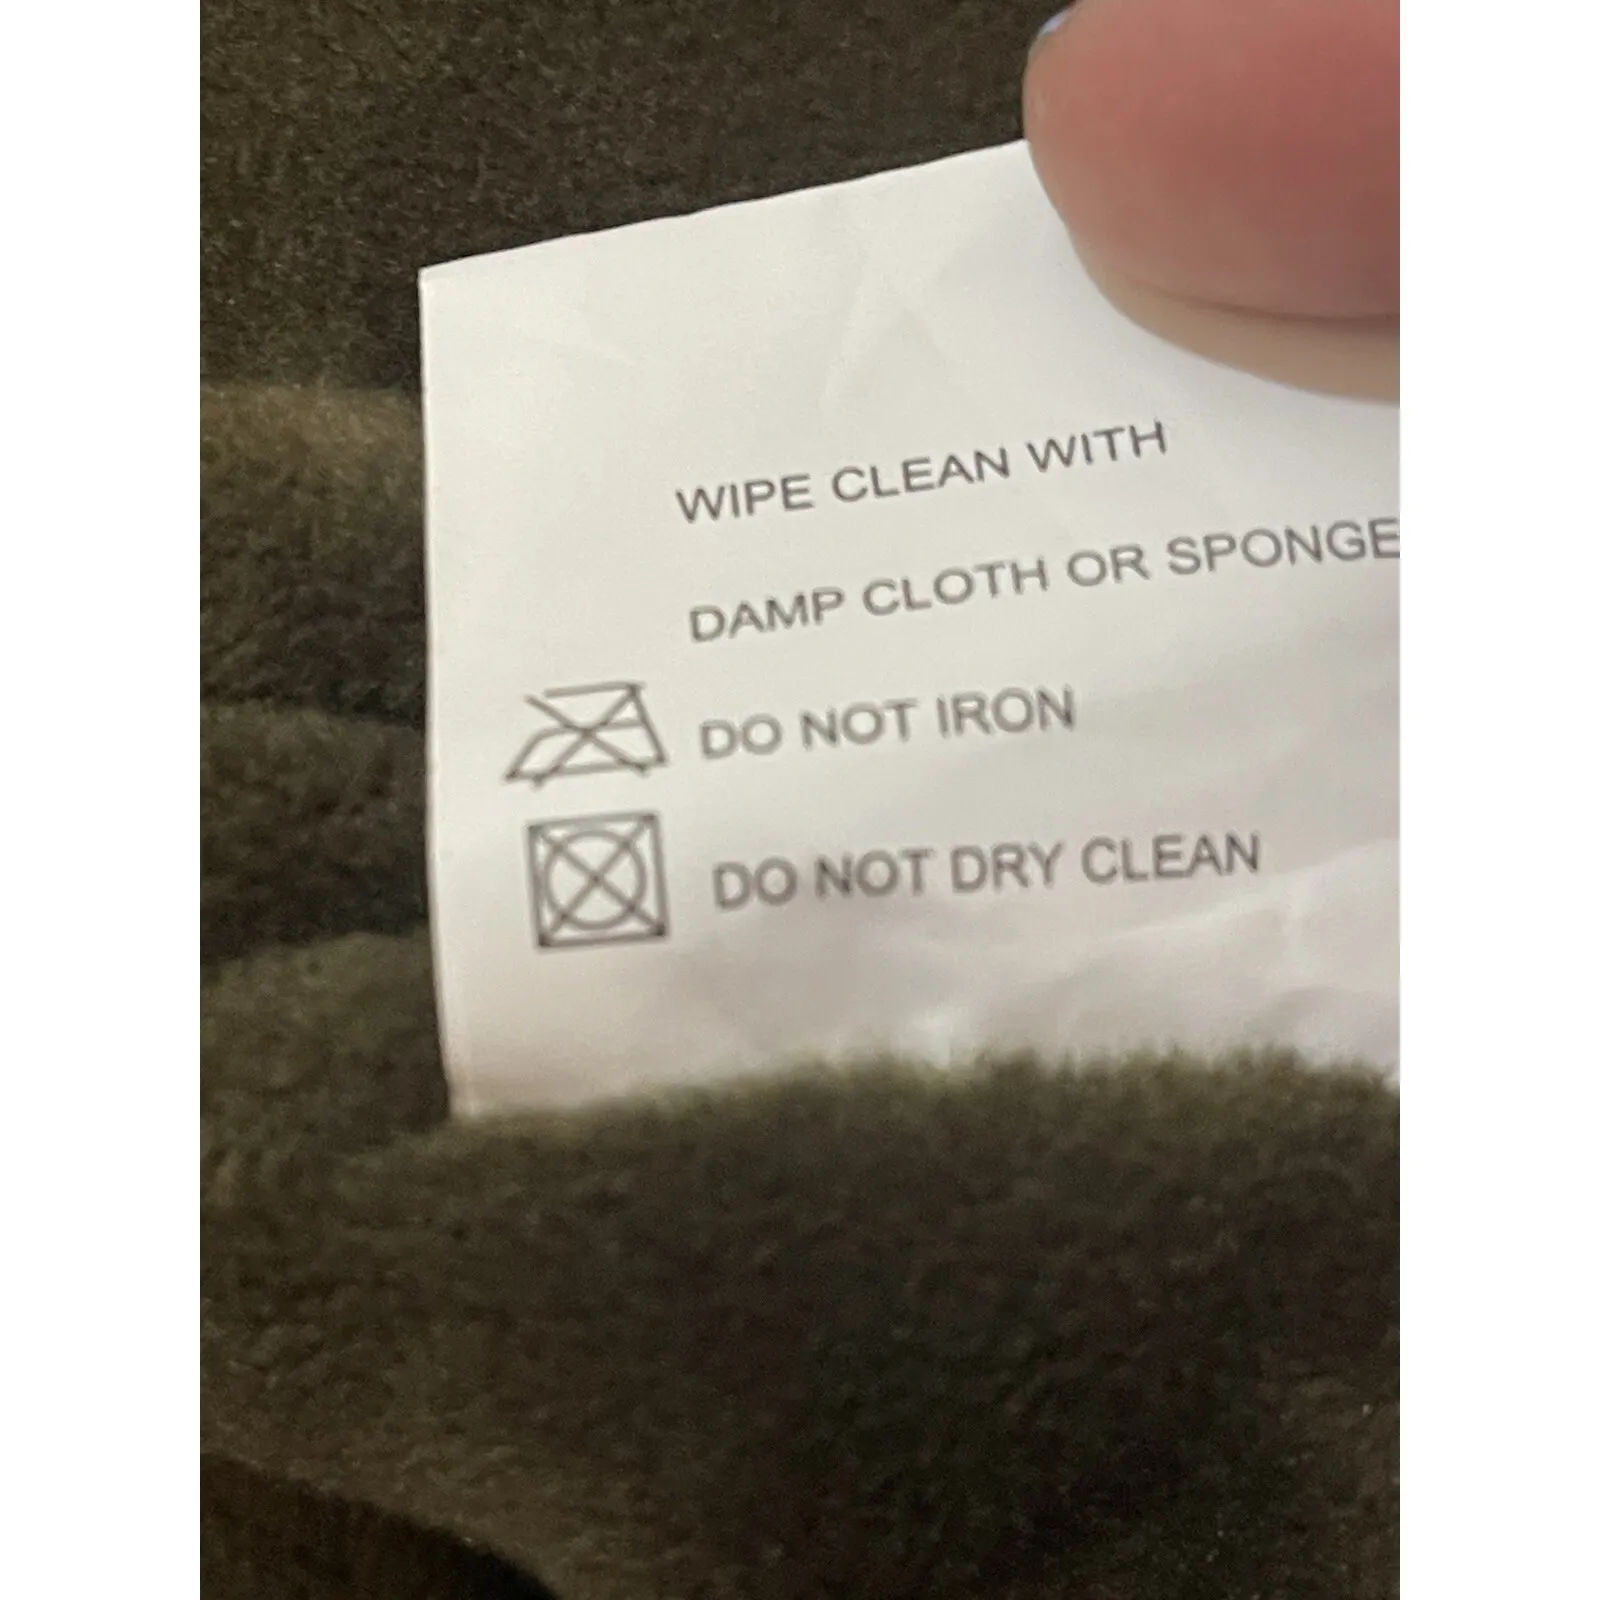 WIPE CLEAN WITH
DAMP CLOTH OR SPONGE
DO NOT IRON
DO NOT DRY CLEAN